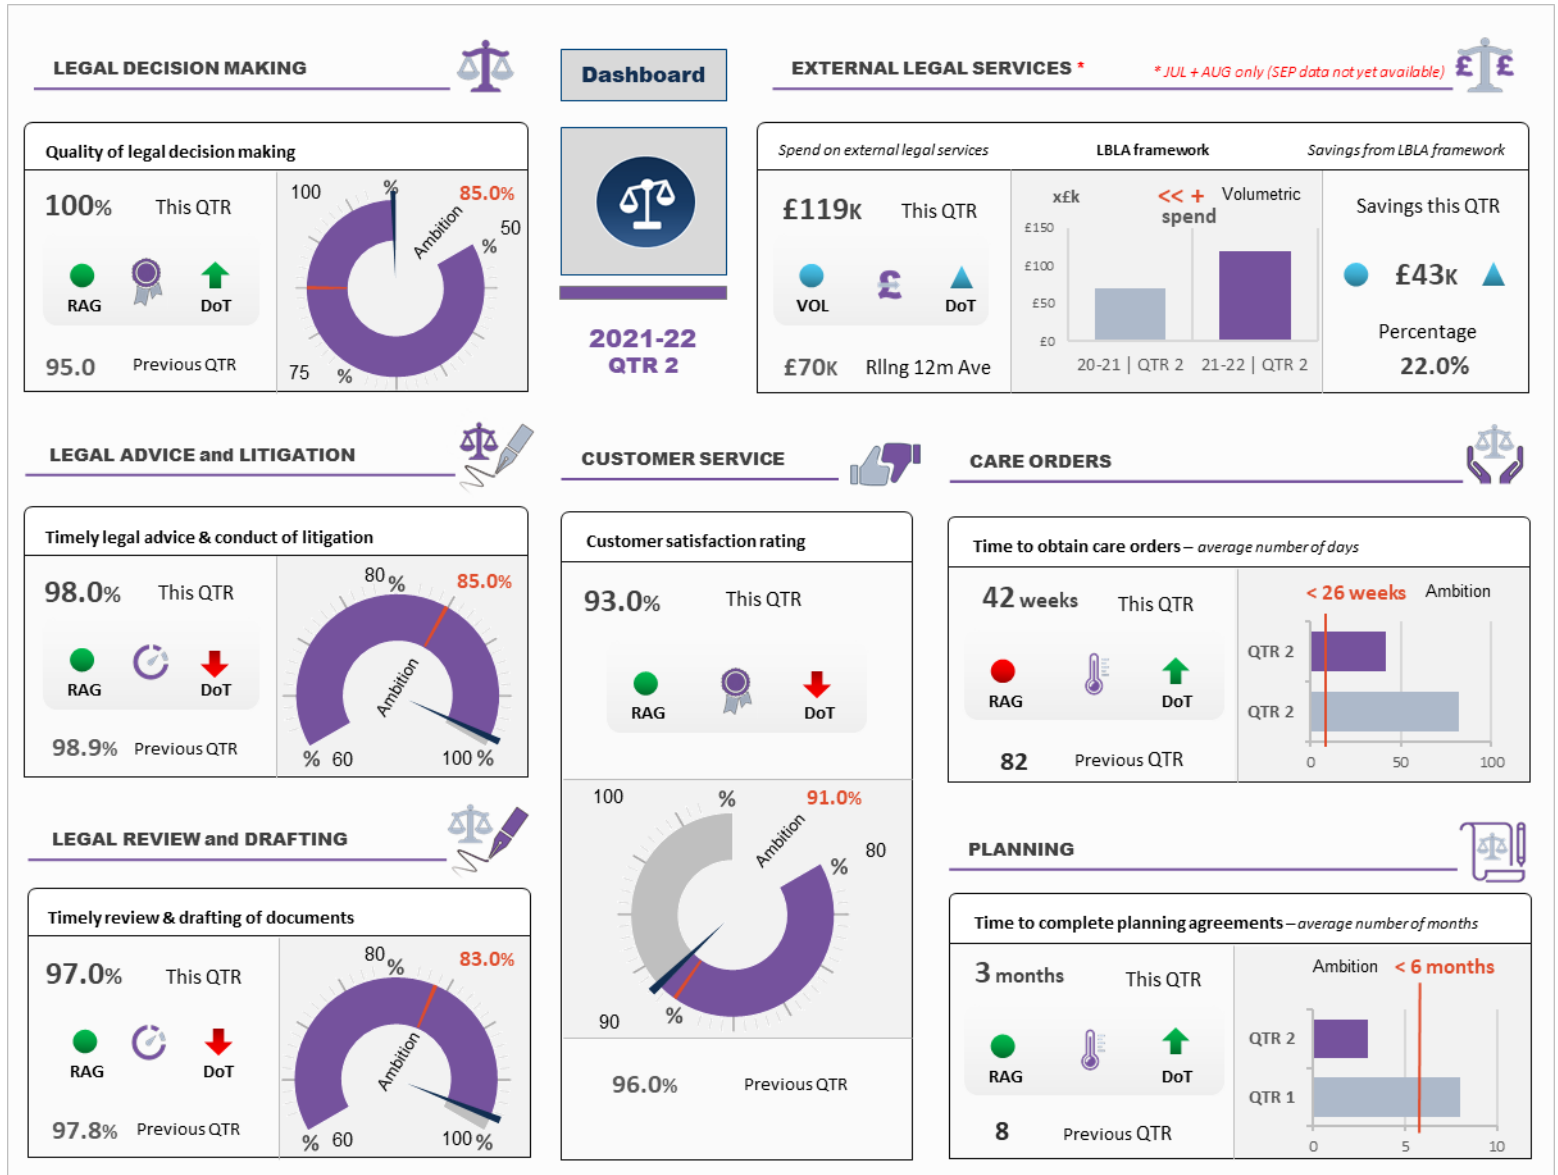 LEGAL DECISION MAKING
Quality of legal decision making
100% This QTR
RAG DoT
95.0 Previous QTR
100 % 85.0%
Ambition
50
%
75 %
Dashboard
2021-22
QTR 2
EXTERNAL LEGAL SERVICES *
* JUL + AUG only (SEP data not yet available)
£ £
Spend on external legal services LBLA framework Savings from LBLA framework
£119K This QTR
VOL £ DoT
£70K Rllng 12m Ave
x£k << + Volumetric
spend
£150
£100
£50
£0
20-21 | QTR 2 21-22 | QTR 2
Savings this QTR
£43K
Percentage
22.0%
LEGAL ADVICE and LITIGATION
Timely legal advice & conduct of litigation
98.0% This QTR
RAG DoT
98.9% Previous QTR
80 % 85.0%
Ambition
% 60 100 %
LEGAL REVIEW and DRAFTING
Timely review & drafting of documents
97.0% This QTR
RAG DoT
97.8% Previous QTR
80 % 83.0%
Ambition
% 60 100 %
CUSTOMER SERVICE
Customer satisfaction rating
93.0% This QTR
RAG DoT
100 % 91.0%
Ambition
80
%
90 %
96.0% Previous QTR
CARE ORDERS
Time to obtain care orders – average number of days
42 weeks This QTR
RAG DoT
82 Previous QTR
< 26 weeks Ambition
QTR 2
QTR 2
0 50 100
PLANNING
Time to complete planning agreements – average number of months
3 months This QTR
RAG DoT
8 Previous QTR
Ambition < 6 months
QTR 2
QTR 1
0 5 10